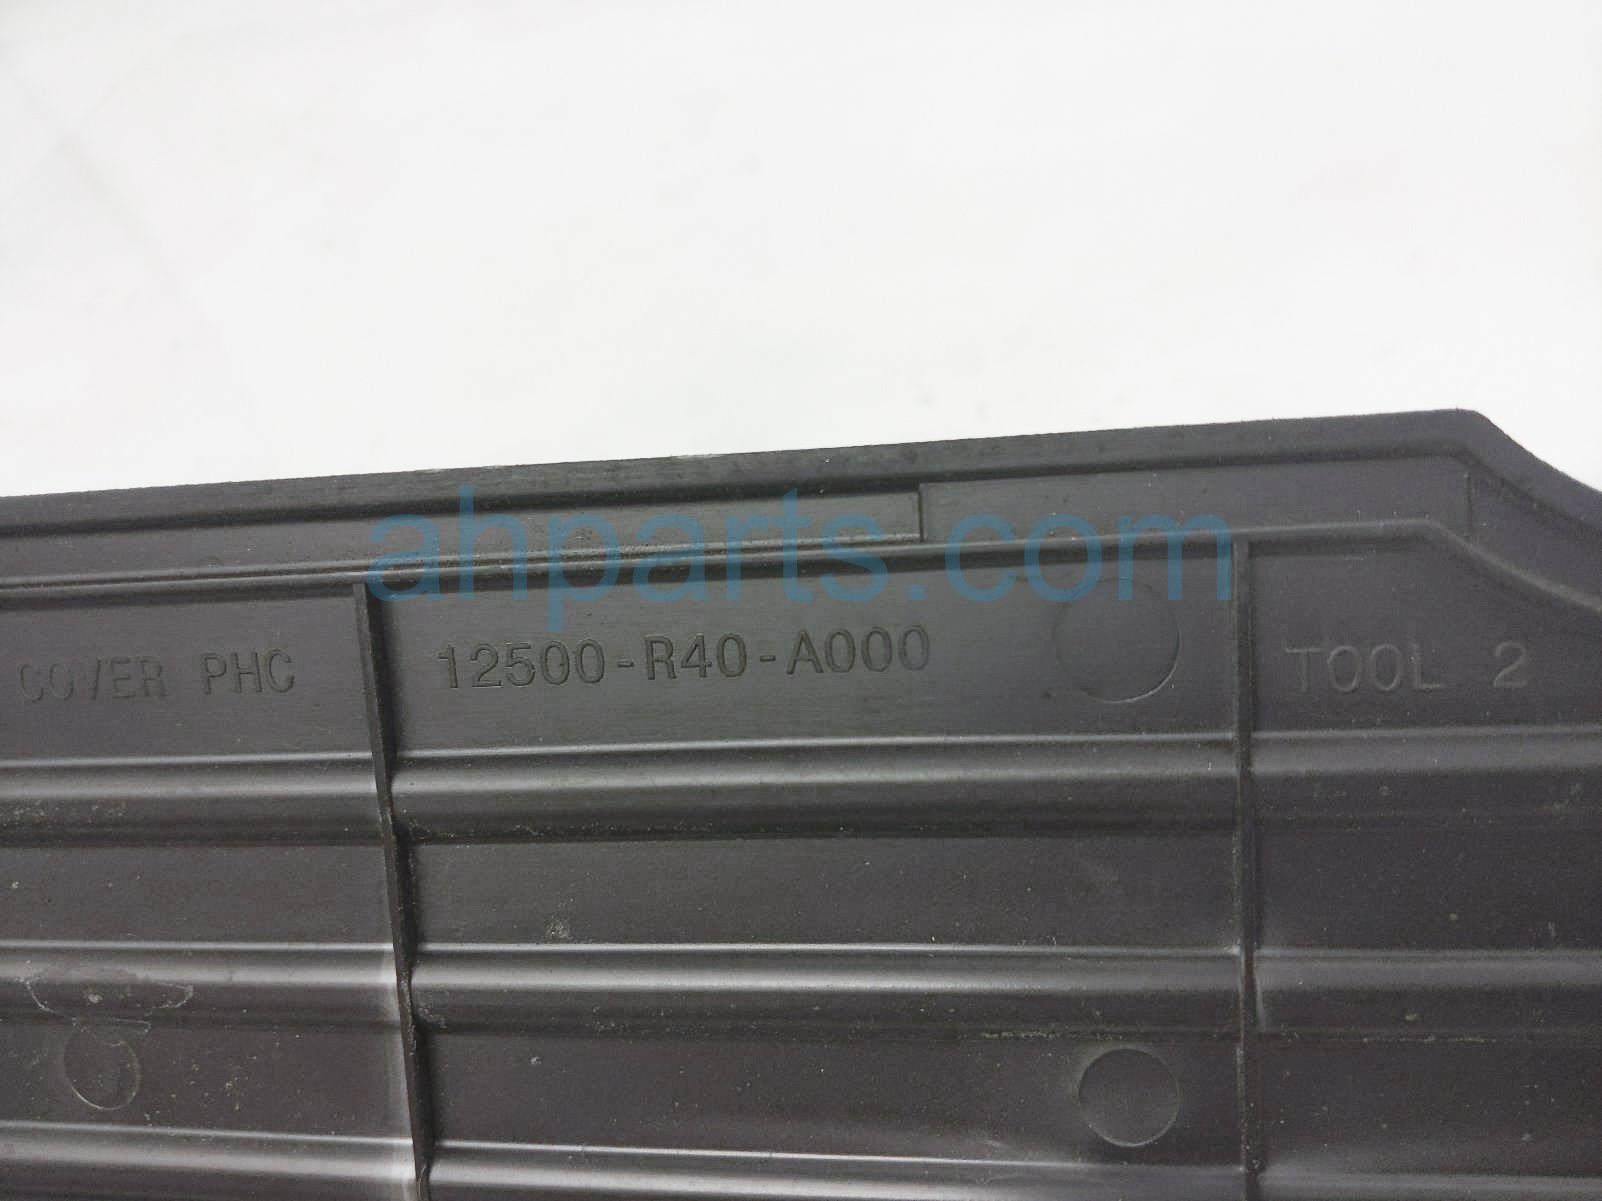 ahparts.com
COVER PHC 12500-R40-A000 TOOL 2